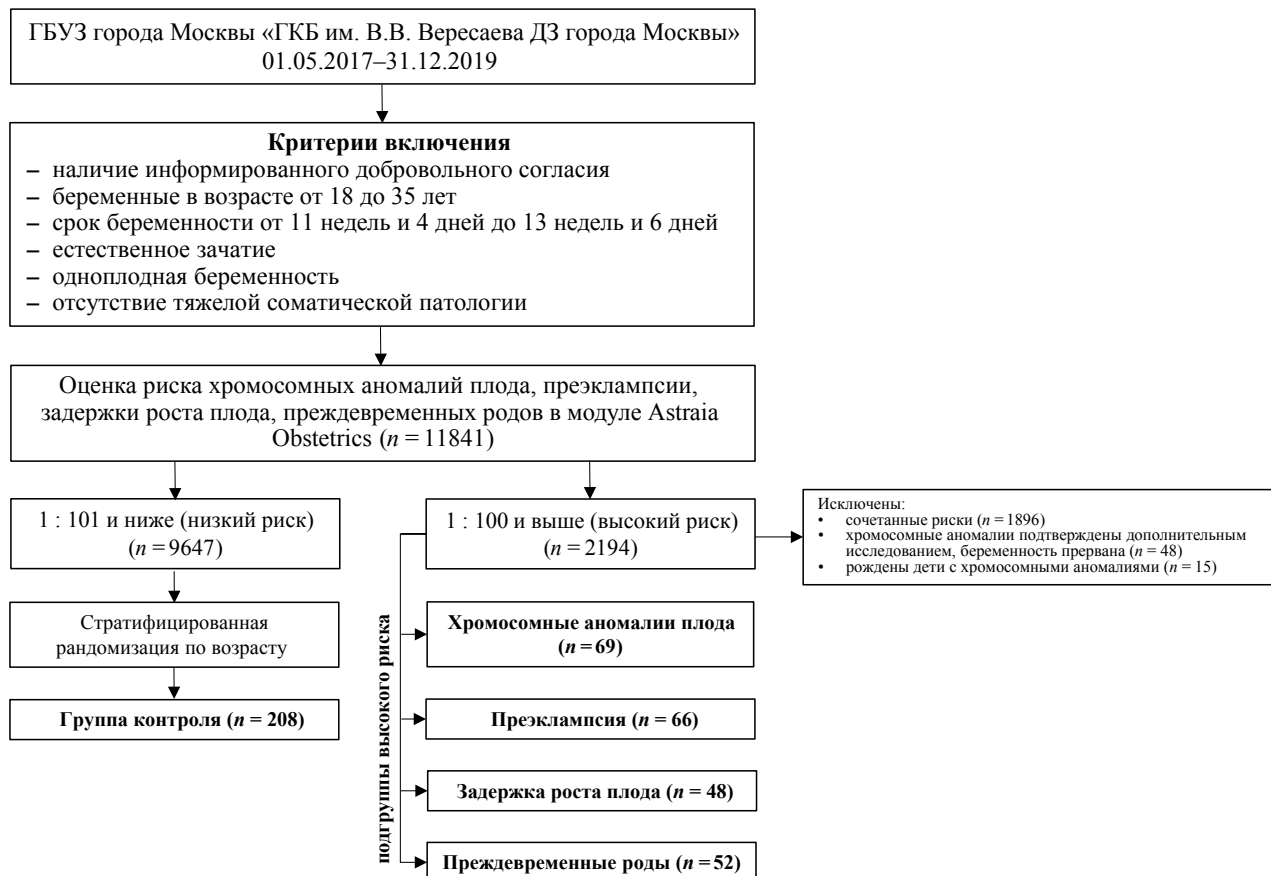 ГБУЗ города Москвы «ГКБ им. В.В. Вересаева ДЗ города Москвы»
01.05.2017–31.12.2019
Критерии включения
– наличие информированного добровольного согласия
– беременные в возрасте от 18 до 35 лет
– срок беременности от 11 недель и 4 дней до 13 недель и 6 дней
– естественное зачатие
– одноплодная беременность
– отсутствие тяжелой соматической патологии
Оценка риска хромосомных аномалий плода, преэклампсии,
задержки роста плода, преждевременных родов в модуле Astraia
Obstetrics (n = 11841)
1 : 101 и ниже (низкий риск)
(n = 9647)
Стратифицированная
рандомизация по возрасту
Группа контроля (n = 208)
1 : 100 и выше (высокий риск)
(n = 2194)
Исключены:
• сочетанные риски (n = 1896)
• хромосомные аномалии подтверждены дополнительным
исследованием, беременность прервана (n = 48)
• рождены дети с хромосомными аномалиями (n = 15)
подгруппы высокого риска
Хромосомные аномалии плода
(n = 69)
Преэклампсия (n = 66)
Задержка роста плода (n = 48)
Преждевременные роды (n = 52)